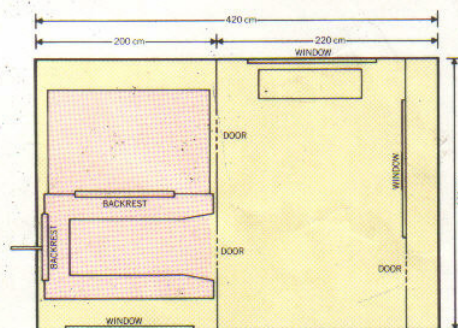 420 cm
200 cm
220 cm
WINDOW
DOOR
WINDOW
BACKREST
BACKREST
DOOR
DOOR
WINDOW